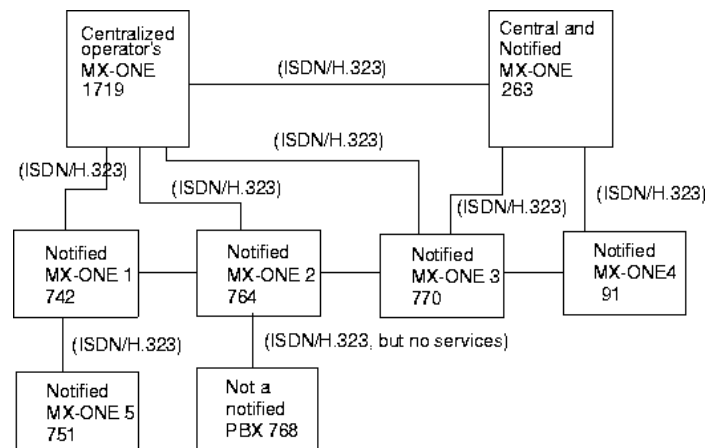 Centralized
operator's
MX-ONE
1719
Central and
Notified
MX-ONE
263
(ISDN/H.323)
(ISDN/H.323)
(ISDN/H.323)
(ISDN/H.323)
(ISDN/H.323)
(ISDN/H.323)
Notified
MX-ONE 1
742
Notified
MX-ONE 2
764
Notified
MX-ONE 3
770
Notified
MX-ONE4
91
(ISDN/H.323)
(ISDN/H.323, but no services)
Notified
MX-ONE 5
751
Not a
notified
PBX 768